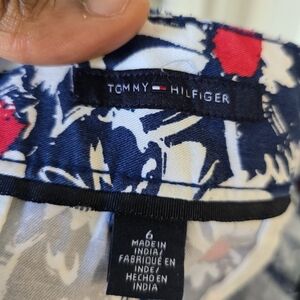 TOMMY HILFIGER
6
MADE IN
INDIA/
FABRIQUÉ EN
INDE/
HECHO EN
INDIA